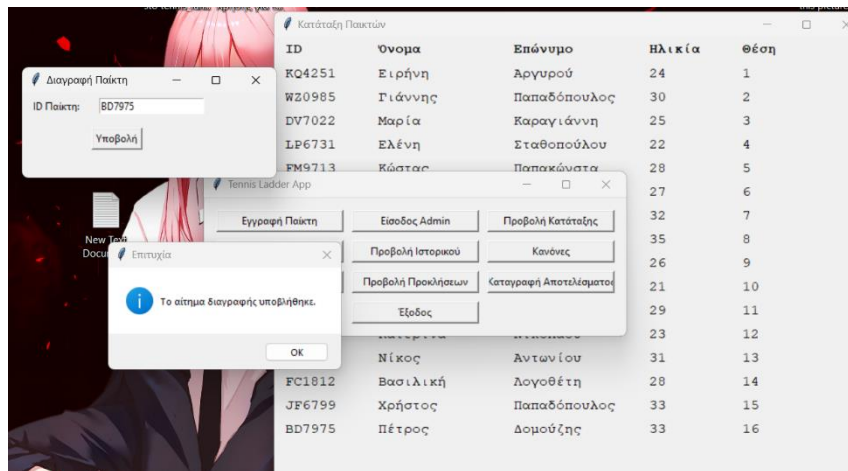 Κατάταξη Παικτών
ID Όνομα Επώνυμο Ηλικία Θέση
KQ4251 Ειρήνη Αργυρού 24 1
WZ0985 Γιάννης Παπαδόπουλος 30 2
DV7022 Μαρία Καραγιάννη 25 3
LP6731 Ελένη Σταθοπούλου 22 4
FM9713 Κώστας Παπακώνστα 28 5
27 6
32 7
35 8
26 9
21 10
29 11
23 12
Νίκος Αντωνίου 31 13
FC1812 Βασιλική Λογοθέτη 28 14
JF6799 Χρήστος Παπαδόπουλος 33 15
BD7975 Πέτρος Δομούζης 33 16
Διαγραφή Παίκτη
ID Παίκτη: BD7975
Υποβολή
Tennis Ladder App
Εγγραφή Παίκτη Είσοδος Admin Προβολή Κατάταξης
Προβολή Ιστορικού Κανόνες
Προβολή Προκλήσεων Καταγραφή Αποτελέσματος
Έξοδος
New Text
Docu
Επιτυχία
Το αίτημα διαγραφής υποβλήθηκε.
OK